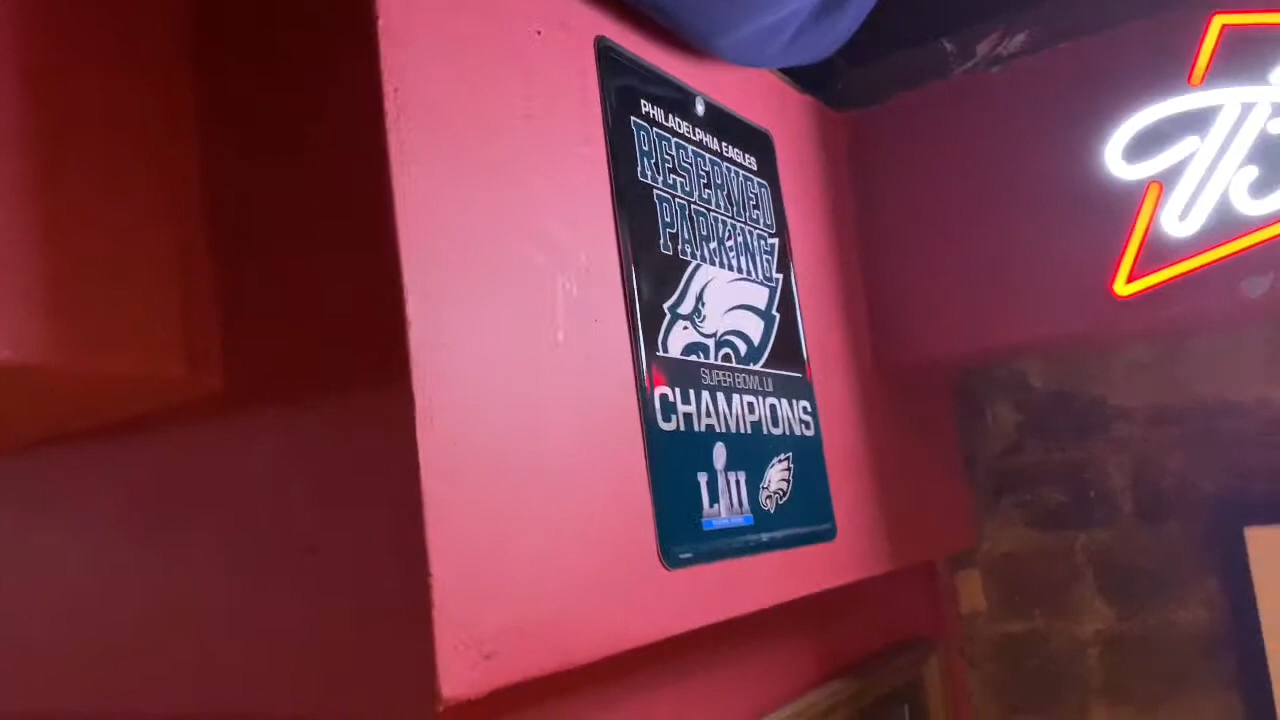 PHILADELPHIA EAGLES
RESERVED
PARKING
SUPER BOWL LII
CHAMPIONS
LII